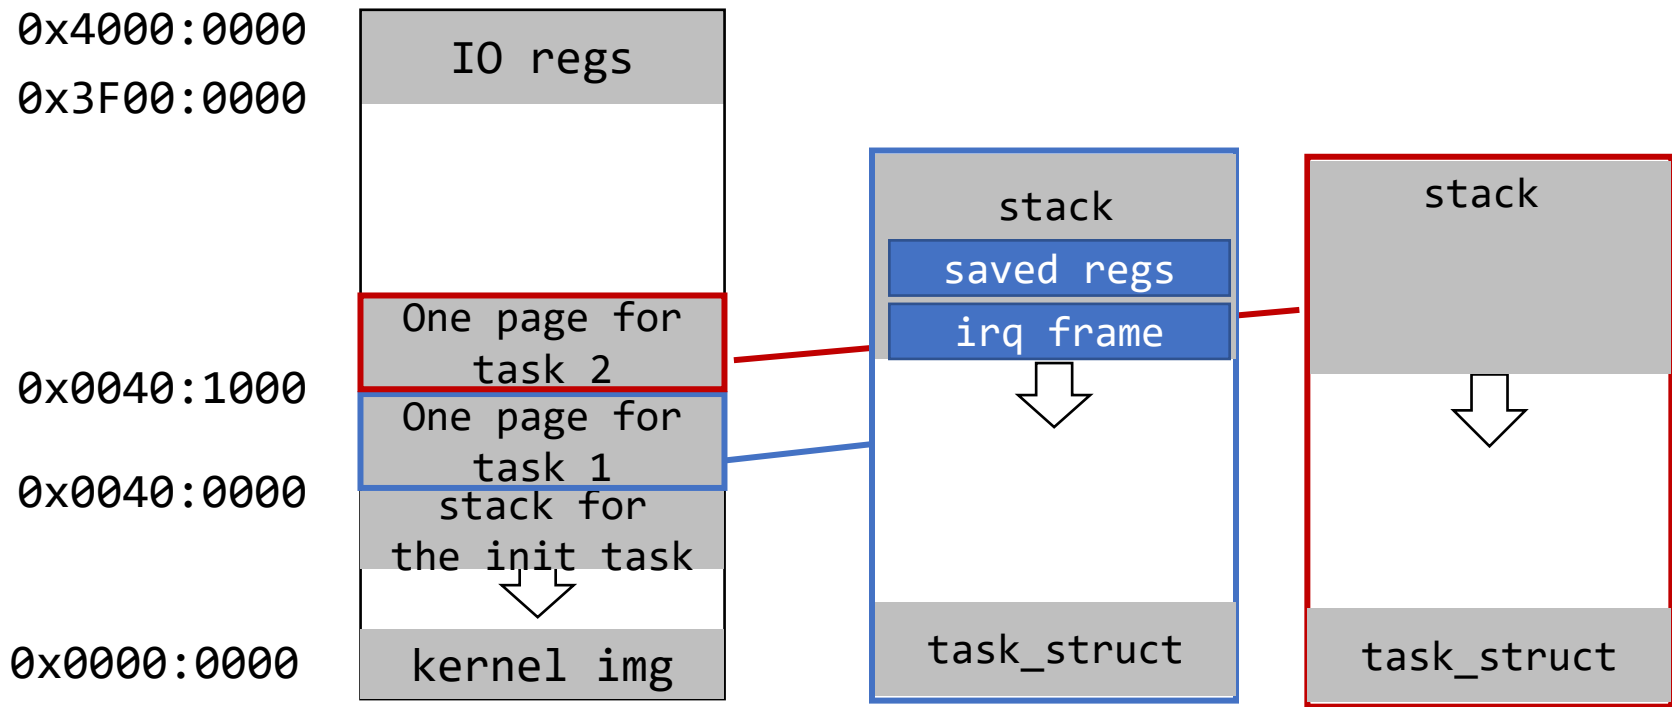 0x4000:0000
0x3F00:0000
0x0040:1000
0x0040:0000
0x0000:0000
IO regs
One page for
task 2
One page for
task 1
stack for
the init task
kernel img
stack
saved regs
irq frame
task_struct
stack
task_struct